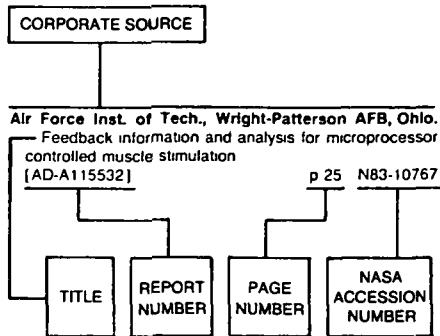 CORPORATE SOURCE
Air Force Inst. of Tech., Wright-Patterson AFB, Ohio.
Feedback information and analysis for microprocessor
controlled muscle stimulation
[AD-A115532] p 25 N83-10767
TITLE
REPORT NUMBER
PAGE NUMBER
NASA ACCESSION NUMBER